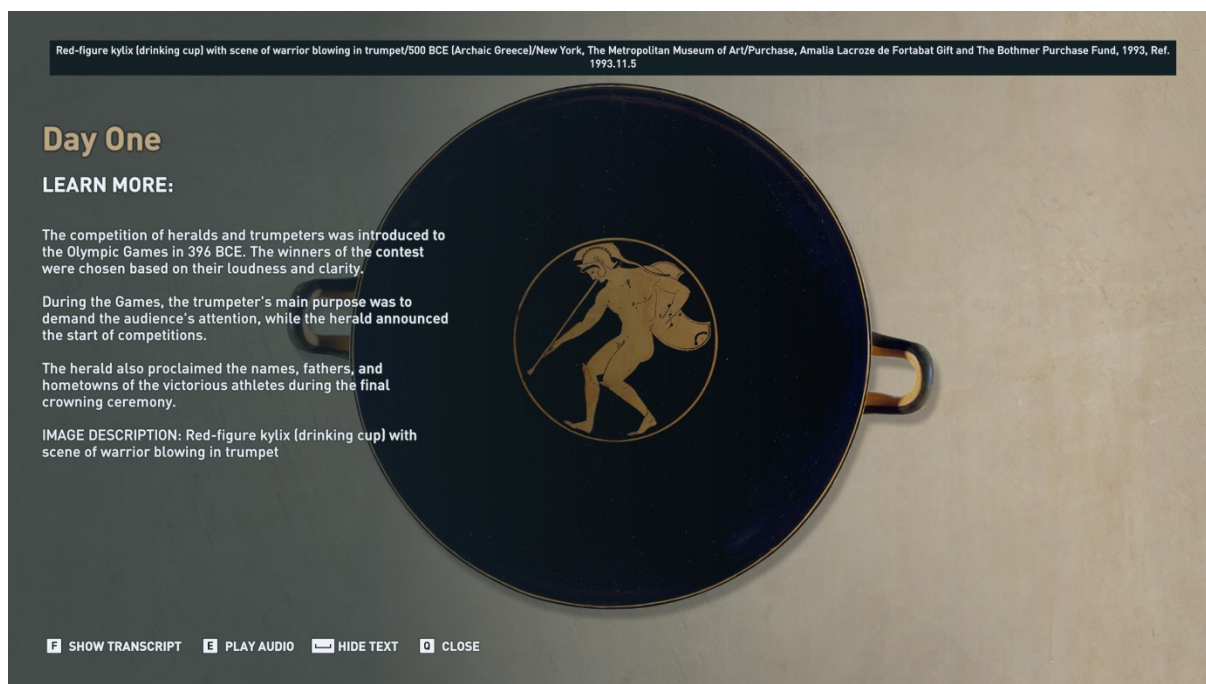 Red-figure kylix (drinking cup) with scene of warrior blowing in trumpet/500 BCE (Archaic Greece)/New York, The Metropolitan Museum of Art/Purchase, Amalia Lacroze de Fortabat Gift and The Bothmer Purchase Fund, 1993, Ref.
1993.11.5
Day One
LEARN MORE:
The competition of heralds and trumpeters was introduced to
the Olympic Games in 396 BCE. The winners of the contest
were chosen based on their loudness and clarity.
During the Games, the trumpeter's main purpose was to
demand the audience's attention, while the herald announced
the start of competitions.
The herald also proclaimed the names, fathers, and
hometowns of the victorious athletes during the final
crowning ceremony.
IMAGE DESCRIPTION: Red-figure kylix (drinking cup) with
scene of warrior blowing in trumpet
F SHOW TRANSCRIPT E PLAY AUDIO HIDE TEXT Q CLOSE